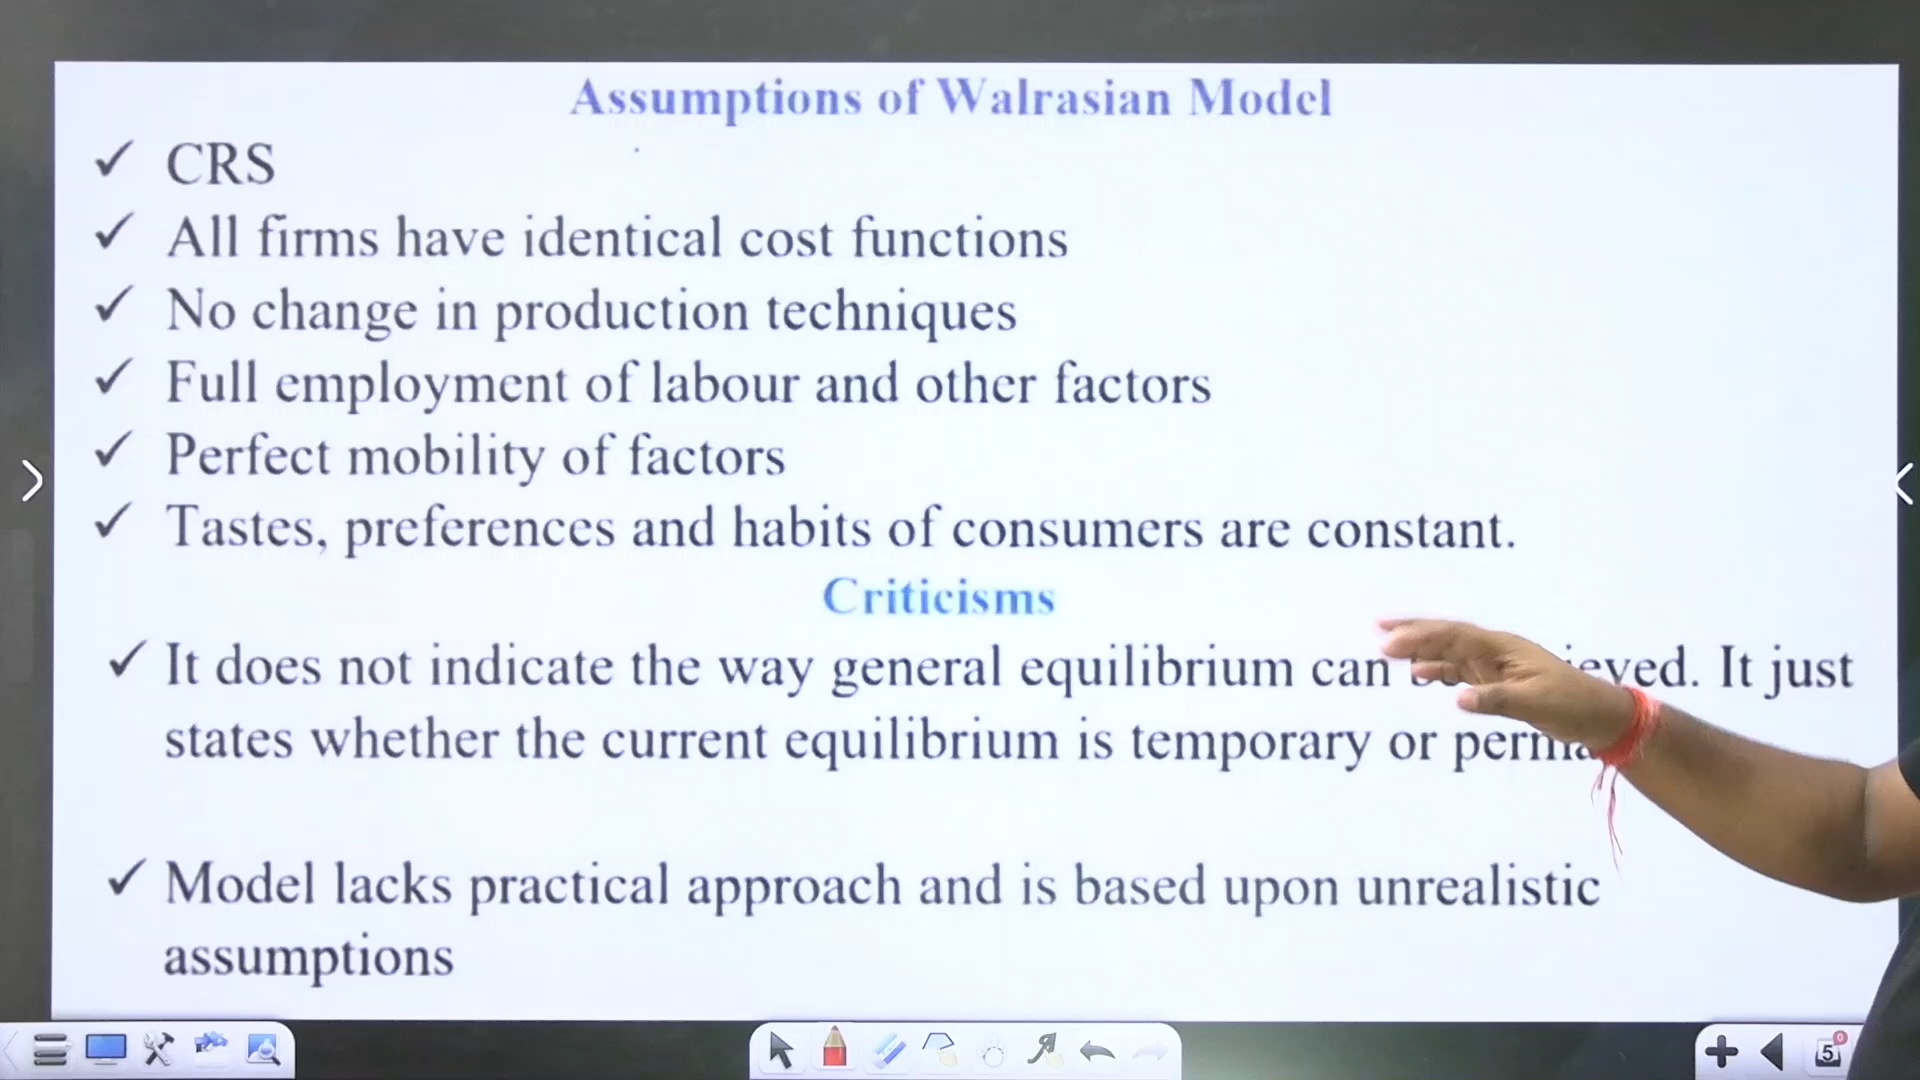 Assumptions of Walrasian Model
✓ CRS
✓ All firms have identical cost functions
✓ No change in production techniques
✓ Full employment of labour and other factors
✓ Perfect mobility of factors
✓ Tastes, preferences and habits of consumers are constant.
Criticisms
✓ It does not indicate the way general equilibrium can It just
states whether the current equilibrium is temporary or
✓ Model lacks practical approach and is based upon unrealistic
assumptions
5
0